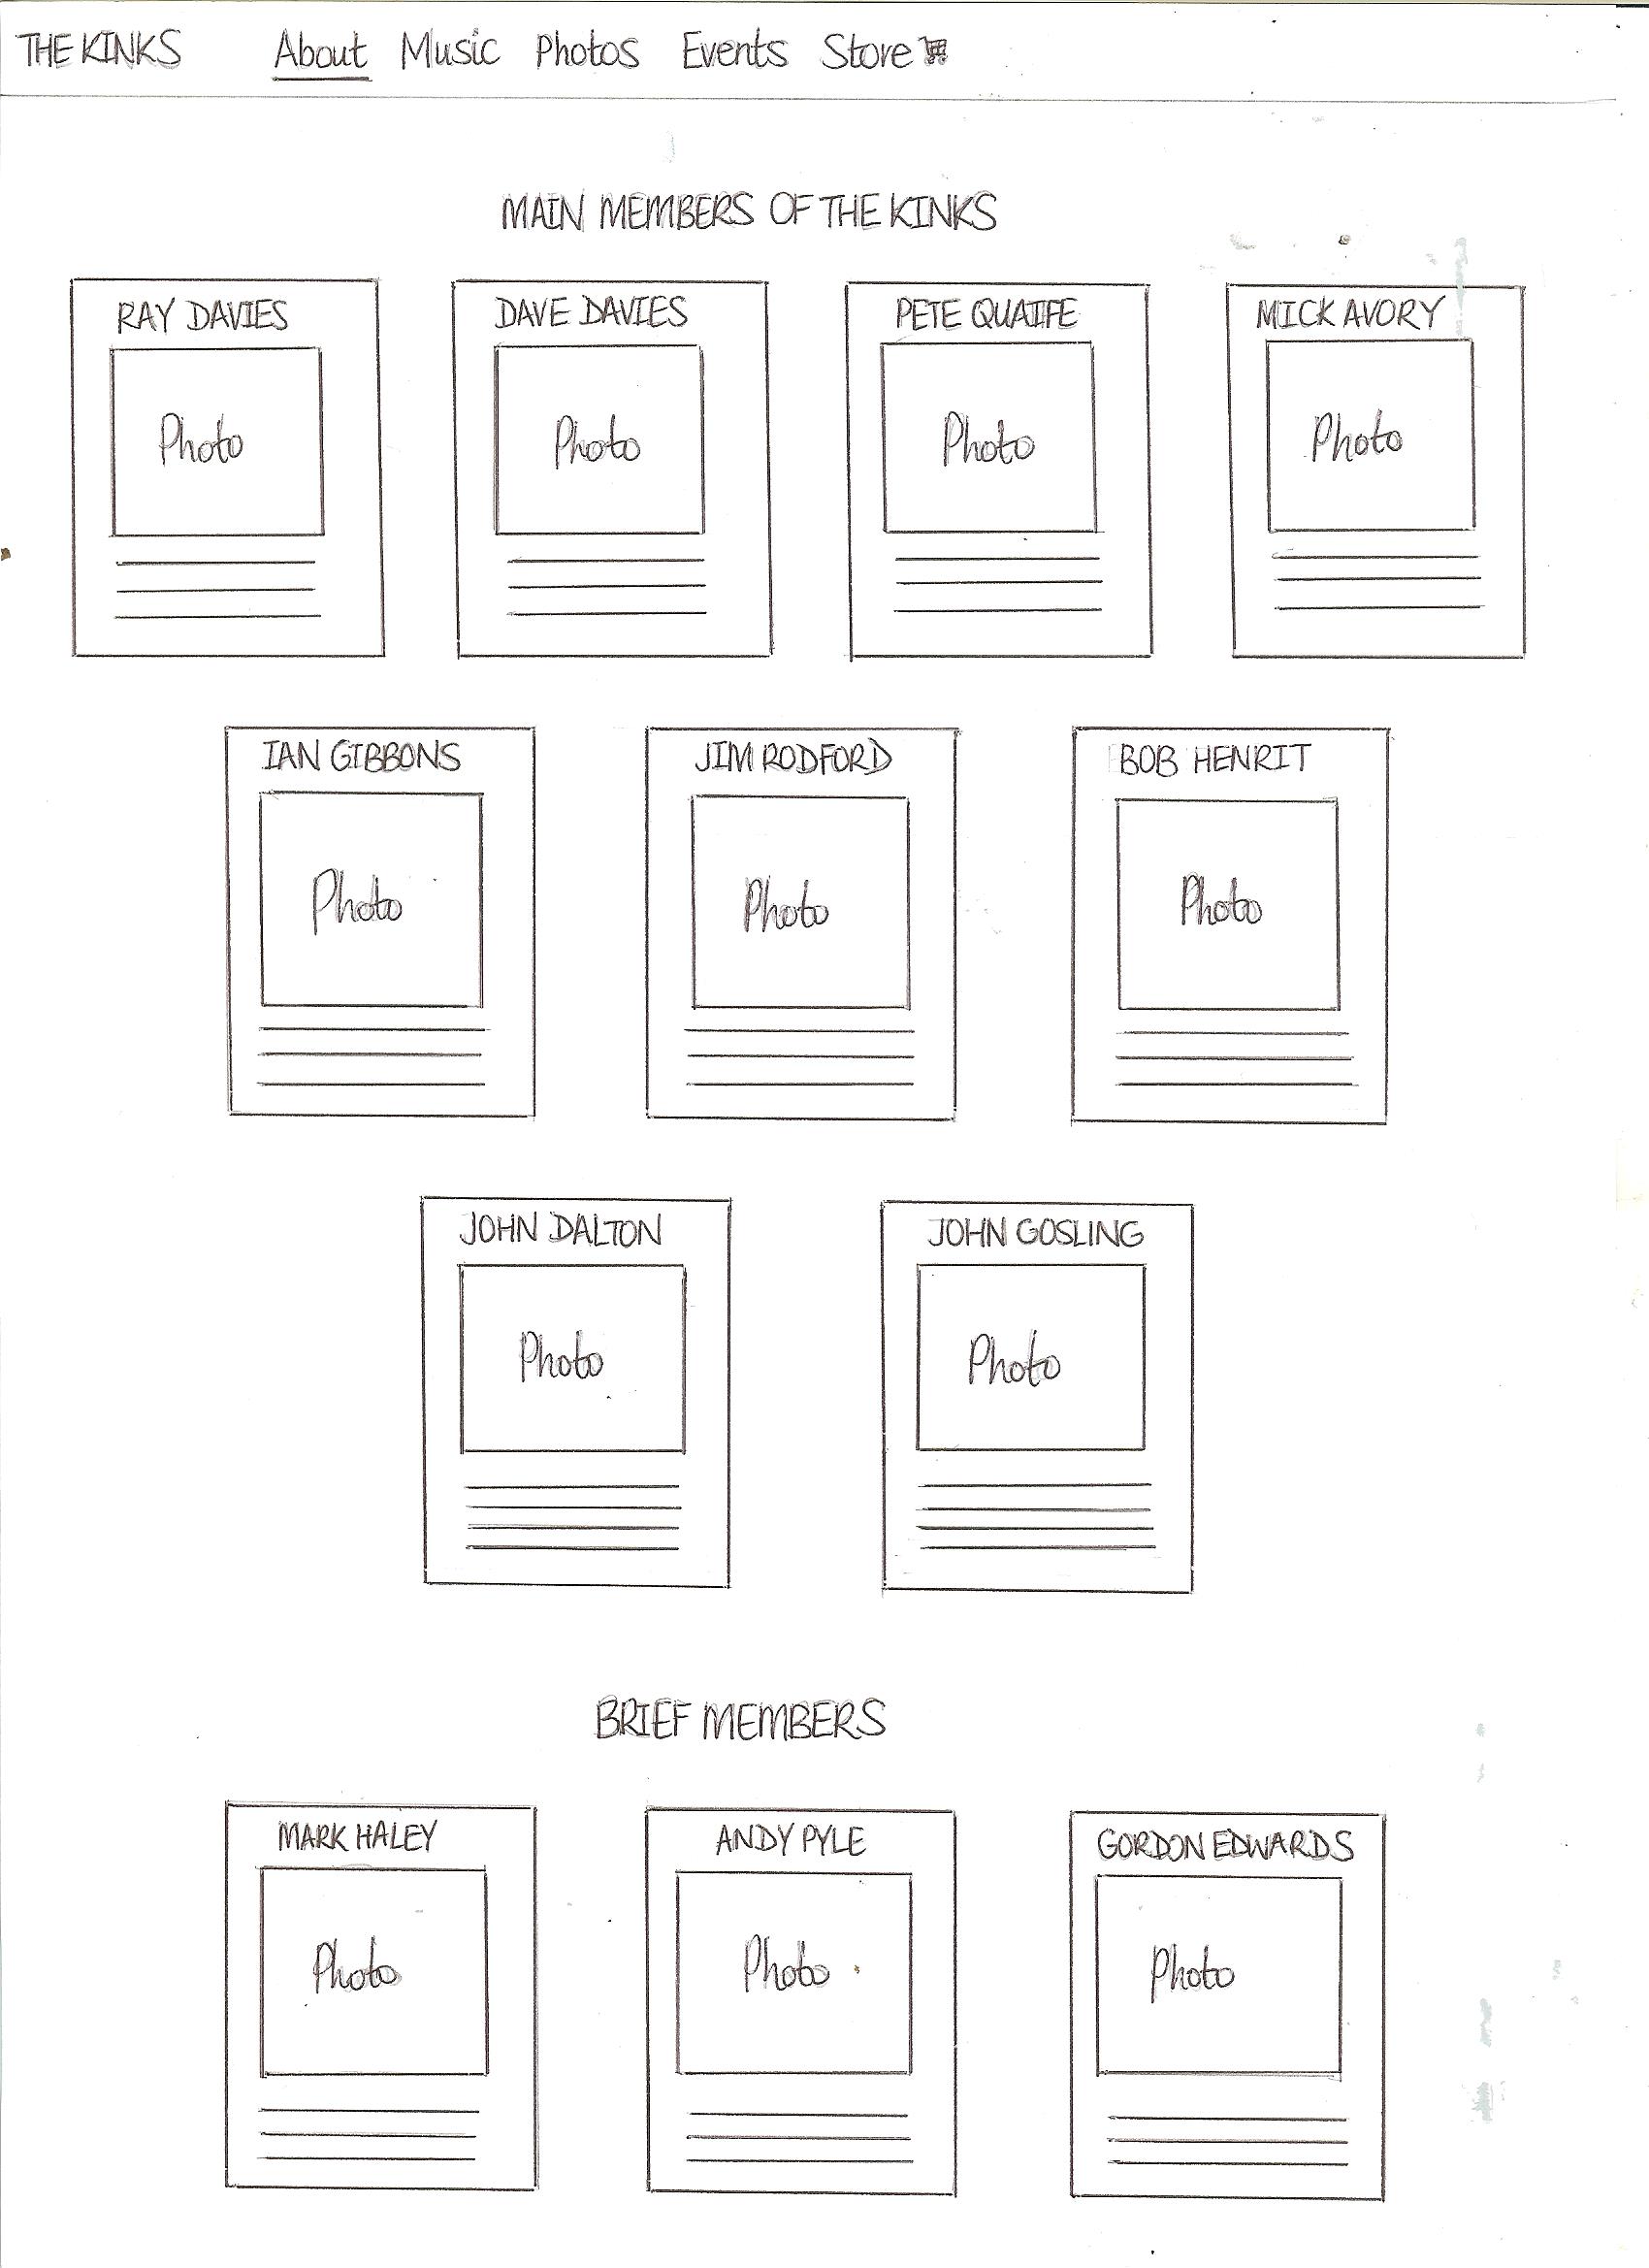 THE KINKS About Music Photos Events Store
MAIN MEMBERS OF THE KINKS
RAY DAVIES
Photo
DAVE DAVIES
Photo
PETE QUAIFE
Photo
MICK AVORY
Photo
IAN GIBBONS
Photo
JIM RODFORD
Photo
BOB HENRIT
Photo
JOHN DALTON
Photo
JOHN GOSLING
Photo
BRIEF MEMBERS
MARK HALEY
Photo
ANDY PYLE
Photo
GORDON EDWARDS
Photo